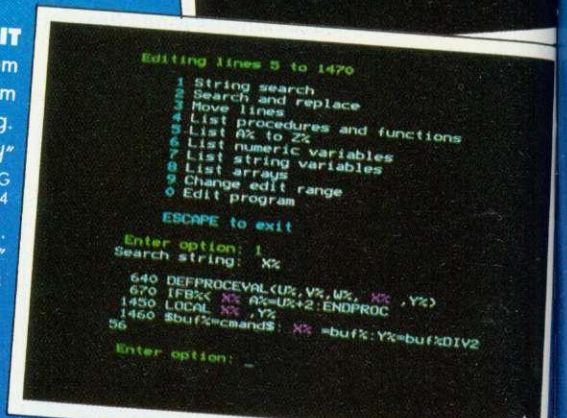 IT
m
m
g.
y"
G
4
.
"
Editing lines 5 to 1470
1 String search
2 Search and replace
3 Move lines
4 List procedures and functions
5 List A% to Z%
6 List numeric variables
7 List string variables
8 List arrays
9 Change edit range
0 Edit program
ESCAPE to exit
Enter option: 1
Search string: X%
640 DEFPROCEVAL(U%,V%,W%, X% ,Y%)
670 IFB%< X% A%=U%+2:ENDPROC
1450 LOCAL X% ,Y%
1460 $buf%=cmand$: X% =buf%:Y%=buf%DIV2
56
Enter option: _